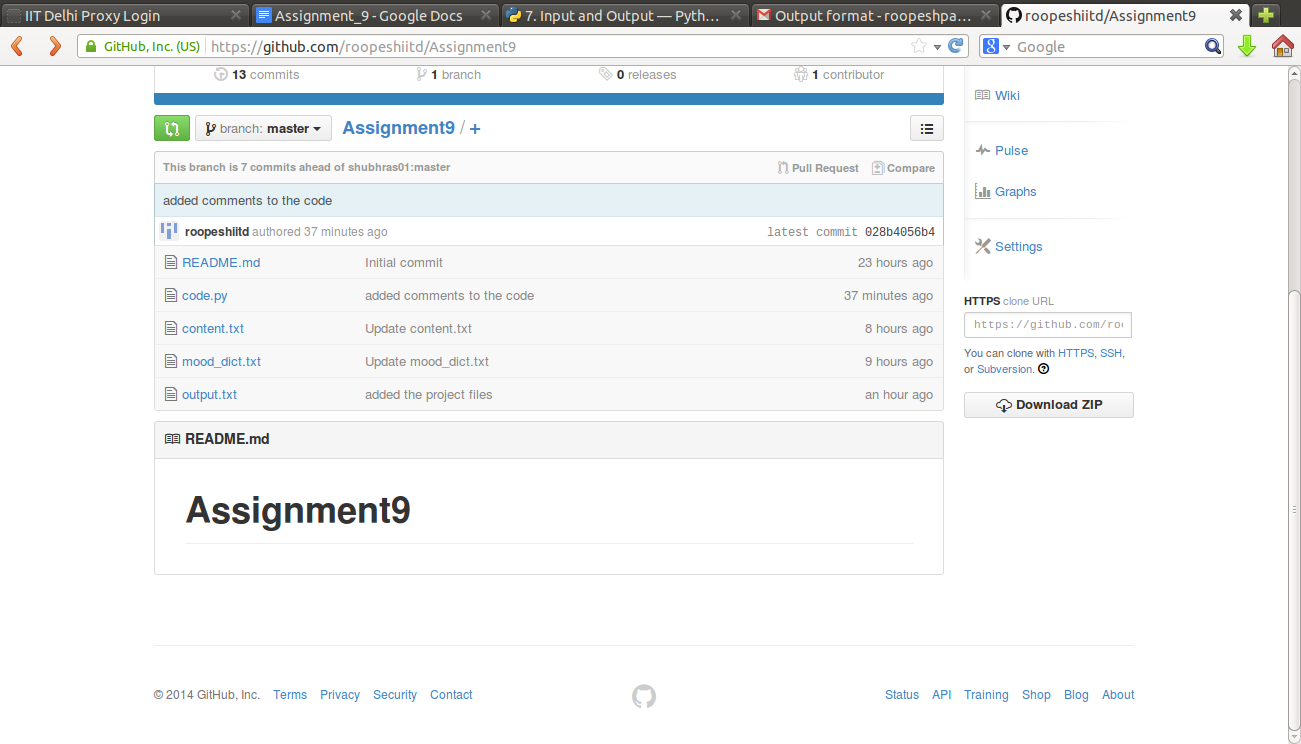 IIT Delhi Proxy Login
Assignment_9 - Google Docs
7. Input and Output — Pyth...
Output format - roopeshpa...
roopeshiitd/Assignment9
GitHub, Inc. (US)
https://github.com/roopeshiitd/Assignment9
8
Google
13 commits
1 branch
0 releases
1 contributor
branch: master
Assignment9 / +
This branch is 7 commits ahead of shubhras01:master
Pull Request
Compare
added comments to the code
roopeshiitd authored 37 minutes ago
latest commit 028b4056b4
README.md Initial commit 23 hours ago
code.py added comments to the code 37 minutes ago
content.txt Update content.txt 8 hours ago
mood_dict.txt Update mood_dict.txt 9 hours ago
output.txt added the project files an hour ago
README.md
Assignment9
Wiki
Pulse
Graphs
Settings
HTTPS clone URL
https://github.com/roo
You can clone with HTTPS, SSH,
or Subversion.
Download ZIP
© 2014 GitHub, Inc. Terms Privacy Security Contact
Status API Training Shop Blog About